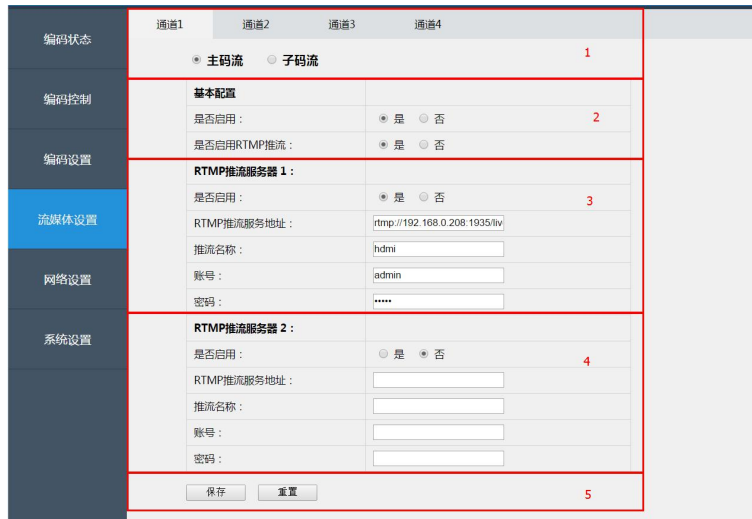 编码状态
编码控制
编码设置
流媒体设置
网络设置
系统设置
通道1 通道2 通道3 通道4
主码流 子码流 1
基本配置
是否启用： 是 否 2
是否启用RTMP推流： 是 否
RTMP推流服务器 1：
是否启用： 是 否 3
RTMP推流服务地址： rtmp://192.168.0.208:1935/liv
推流名称： hdmi
账号： admin
密码： •••••
RTMP推流服务器 2：
是否启用： 是 否 4
RTMP推流服务地址：
推流名称：
账号：
密码：
保存 重置 5